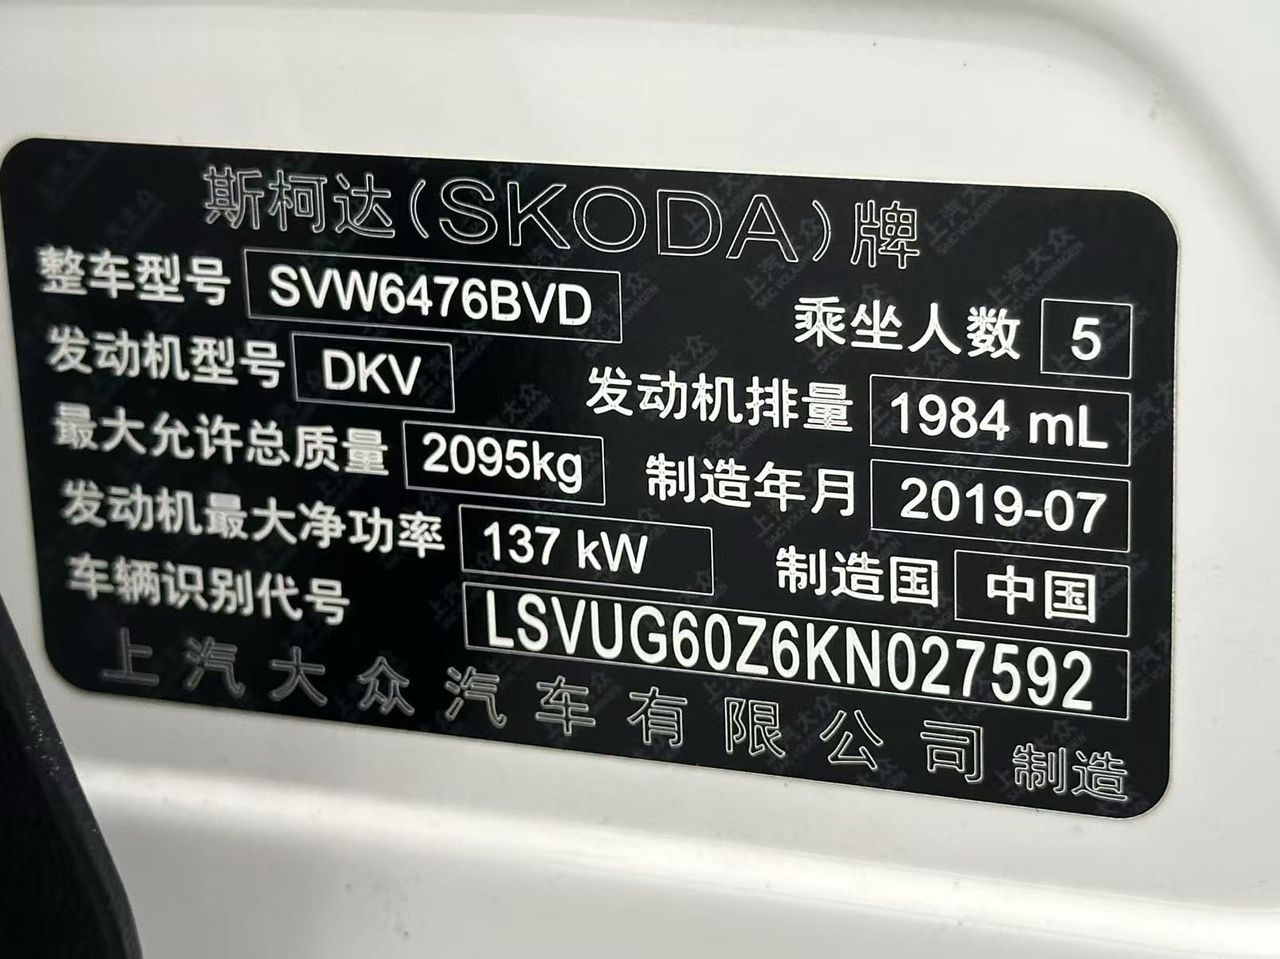 斯柯达(SKODA)牌
整车型号 SVW6476BVD
乘坐人数 5
发动机型号 DKV
发动机排量 1984 mL
最大允许总质量 2095kg
制造年月 2019-07
发动机最大净功率 137 kW
制造国 中国
车辆识别代号 LSVUG60Z6KN027592
上汽大众汽车有限公司 制造